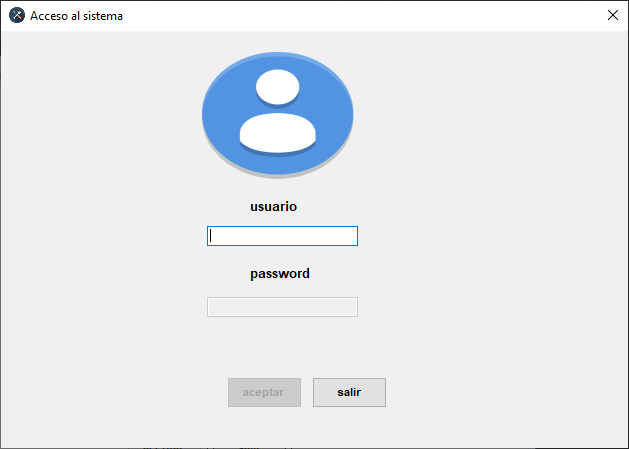 Acceso al sistema
usuario
password
aceptar
salir